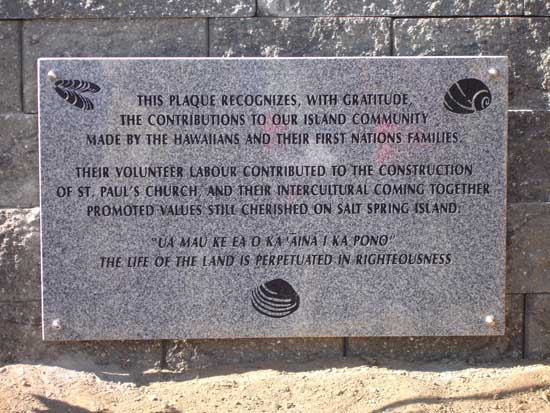 THIS PLAQUE RECOGNIZES, WITH GRATITUDE,
THE CONTRIBUTIONS TO OUR ISLAND COMMUNITY
MADE BY THE HAWAIIANS AND THEIR FIRST NATIONS FAMILIES.
THEIR VOLUNTEER LABOUR CONTRIBUTED TO THE CONSTRUCTION
OF ST. PAUL'S CHURCH, AND THEIR INTERCULTURAL COMING TOGETHER
PROMOTED VALUES STILL CHERISHED ON SALT SPRING ISLAND.
"UA MAU KE EA O KA 'ĀINA I KA PONO"
THE LIFE OF THE LAND IS PERPETUATED IN RIGHTEOUSNESS